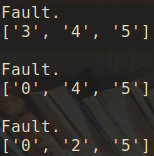 Fault.
['3', '4', '5']
Fault.
['0', '4', '5']
Fault.
['0', '2', '5']